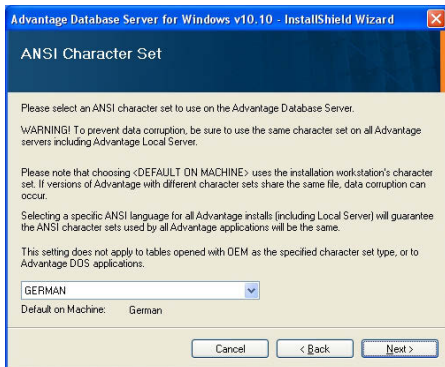 Advantage Database Server for Windows v10.10 - InstallShield Wizard
ANSI Character Set
Please select an ANSI character set to use on the Advantage Database Server.
WARNING! To prevent data corruption, be sure to use the same character set on all Advantage
servers including Advantage Local Server.
Please note that choosing <DEFAULT ON MACHINE> uses the installation workstation's character
set. If versions of Advantage with different character sets share the same file, data corruption can
occur.
Selecting a specific ANSI language for all Advantage installs (including Local Server) will guarantee
the ANSI character sets used by all Advantage applications will be the same.
This setting does not apply to tables opened with OEM as the specified character set type, or to
Advantage DOS applications.
GERMAN
Default on Machine: German
Cancel < Back Next >